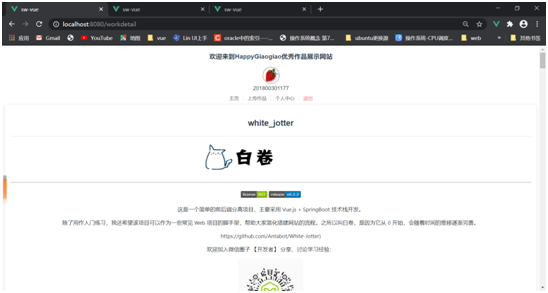 sw-vue
sw-vue
sw-vue
localhost:8080/workdetail
应用 Gmail YouTube 地图 vue Lin UI上手 oracle中的索引 操作系统概念 第7... ubuntu更换源 操作系统-CPU调度... web 其他书签
欢迎来到HappyGiaogiao优秀作品展示网站
201800301177
主页 上传作品 个人中心 退出
white_jotter
白卷
license MIT release v6.2.2
这是一个简单的前后端分离项目，主要采用 Vue.js + SpringBoot 技术栈开发。
除了用作入门练习，我还希望该项目可以作为一些常见 Web 项目的脚手架，帮助大家简化搭建网站的流程。之所以叫白卷，是因为它从 0 开始，会随着时间的推移逐渐完善。
https://github.com/Antabot/White-Jotter)
欢迎加入微信圈子 【开发者】 分享、讨论学习经验：